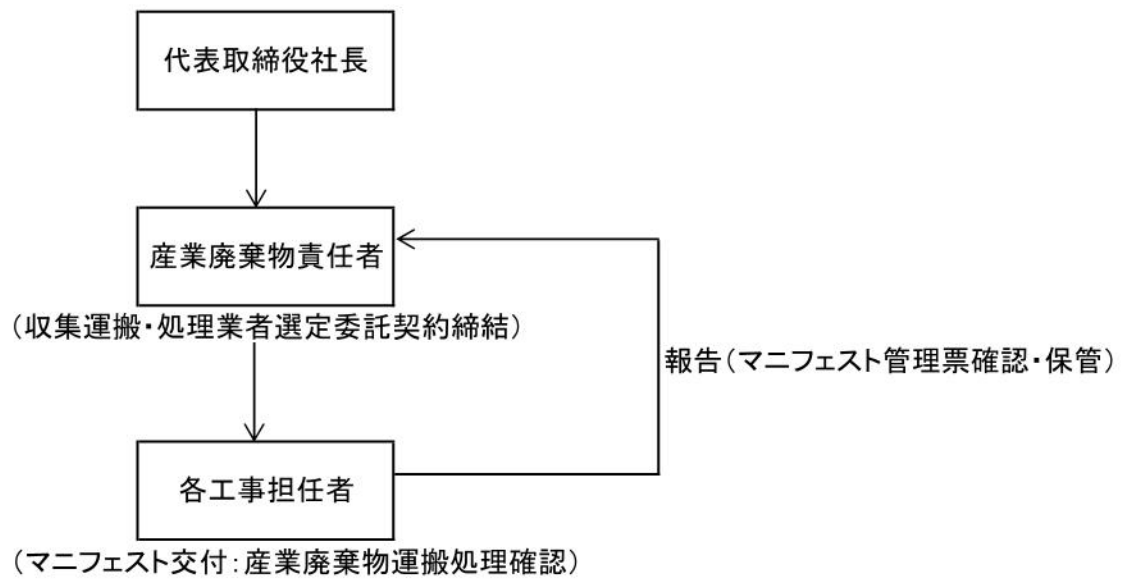 代表取締役社長
産業廃棄物責任者
(収集運搬・処理業者選定委託契約締結)
報告(マニフェスト管理票確認・保管)
各工事担任者
(マニフェスト交付:産業廃棄物運搬処理確認)